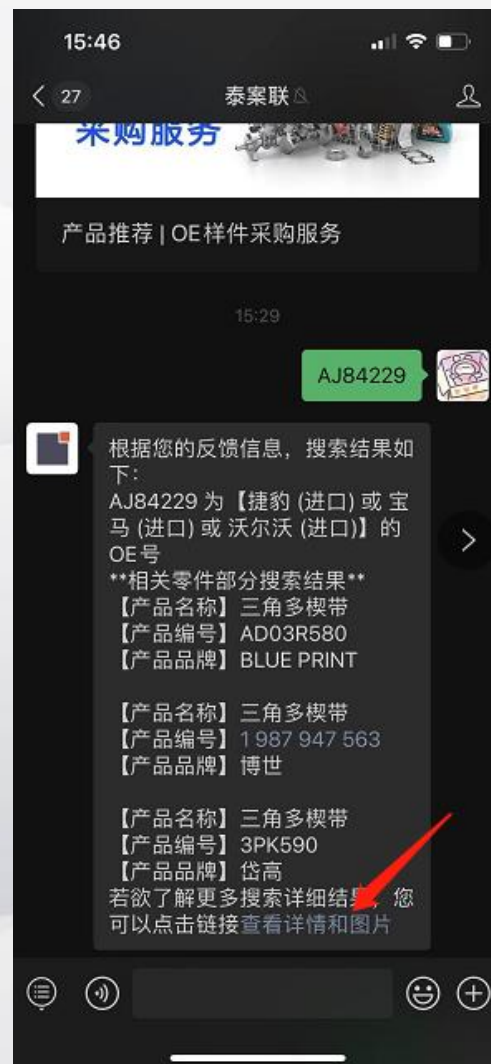 15:46
27
泰案联
采购服务
产品推荐 | OE样件采购服务
15:29
AJ84229
根据您的反馈信息，搜索结果如
下：
AJ84229 为【捷豹 (进口) 或 宝
马 (进口) 或 沃尔沃 (进口)】的
OE号
**相关零件部分搜索结果**
【产品名称】三角多楔带
【产品编号】AD03R580
【产品品牌】BLUE PRINT
【产品名称】三角多楔带
【产品编号】1 987 947 563
【产品品牌】博世
【产品名称】三角多楔带
【产品编号】3PK590
【产品品牌】岱高
若欲了解更多搜索详细结果，您
可以点击链接查看详情和图片